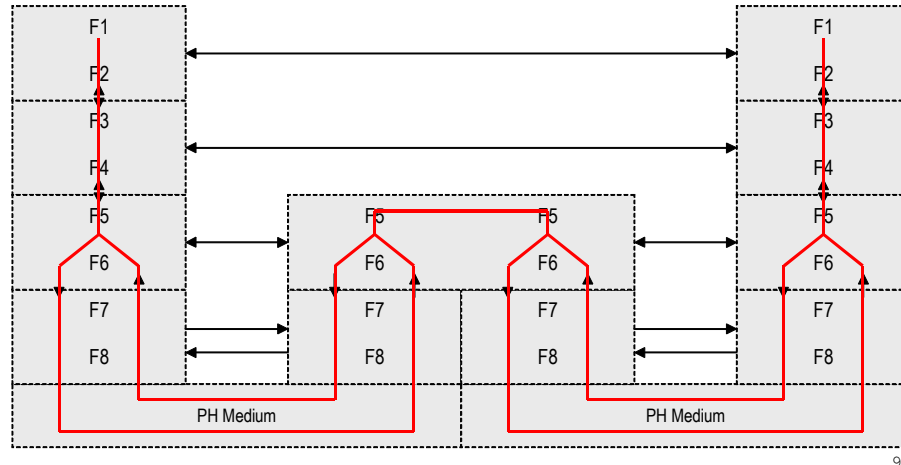 F1 F1
F2 F2
F3 F3
F4 F4
F5 F5 F5 F5
F6 F6 F6 F6
F7 F7 F7 F7
F8 F8 F8 F8
PH Medium PH Medium
9